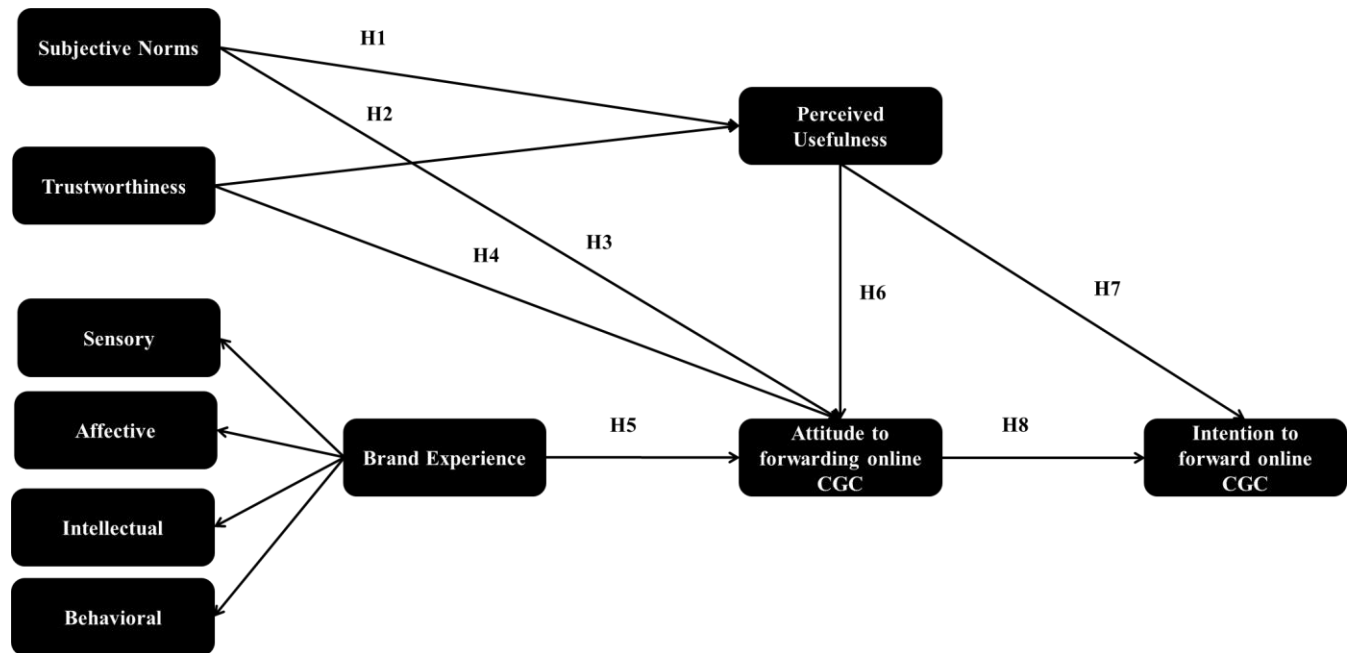 Subjective Norms
H1
H2
Perceived
Usefulness
Trustworthiness
H3
H4
H6
H7
Sensory
Affective
Brand Experience
H5
Attitude to
forwarding online
CGC
H8
Intention to
forward online
CGC
Intellectual
Behavioral